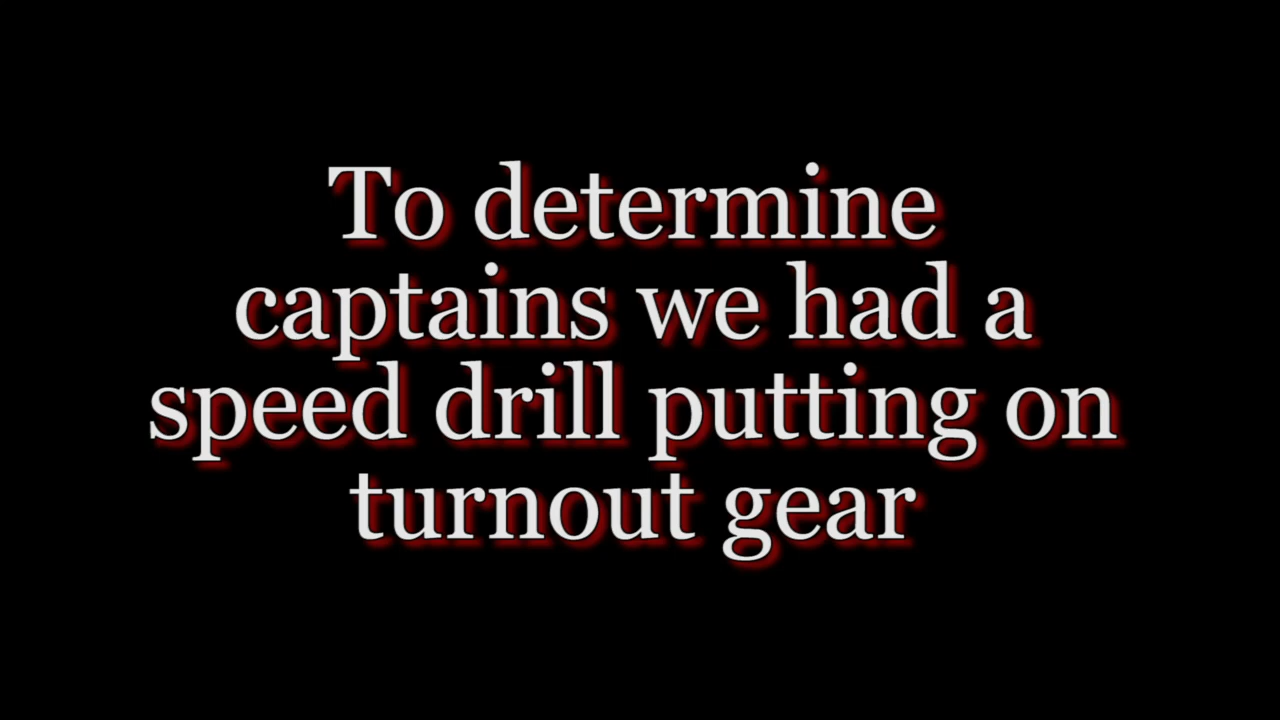 To determine
captains we had a
speed drill putting on
turnout gear